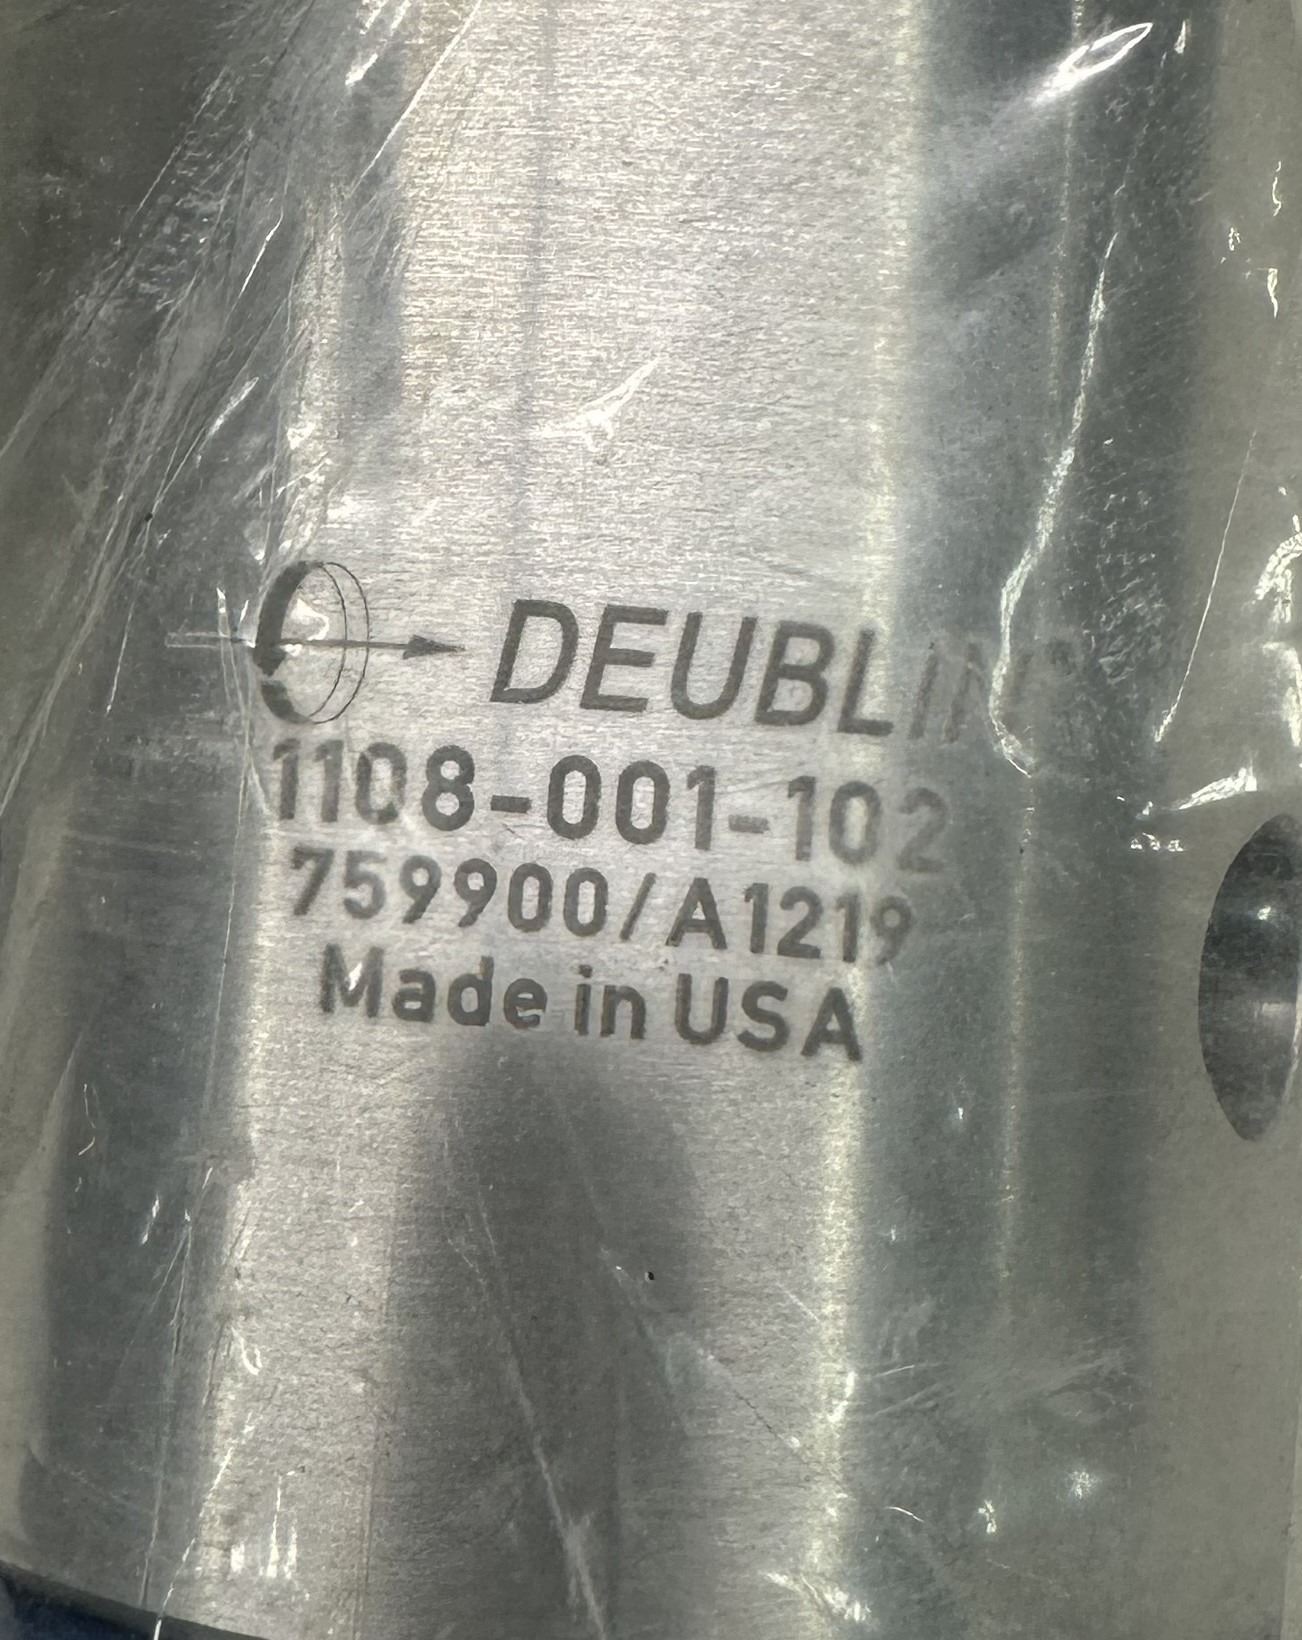 DEUBLIN
1108-001-102
759900/A1219
Made in USA